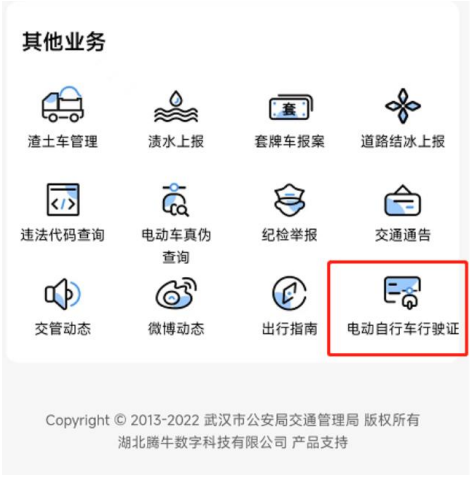 其他业务
渣土车管理 渍水上报 套牌车报案 道路结冰上报
套
违法代码查询 电动车真伪查询 纪检举报 交通通告
交管动态 微博动态 出行指南 电动自行车行驶证
Copyright © 2013-2022 武汉市公安局交通管理局 版权所有
湖北腾牛数字科技有限公司 产品支持